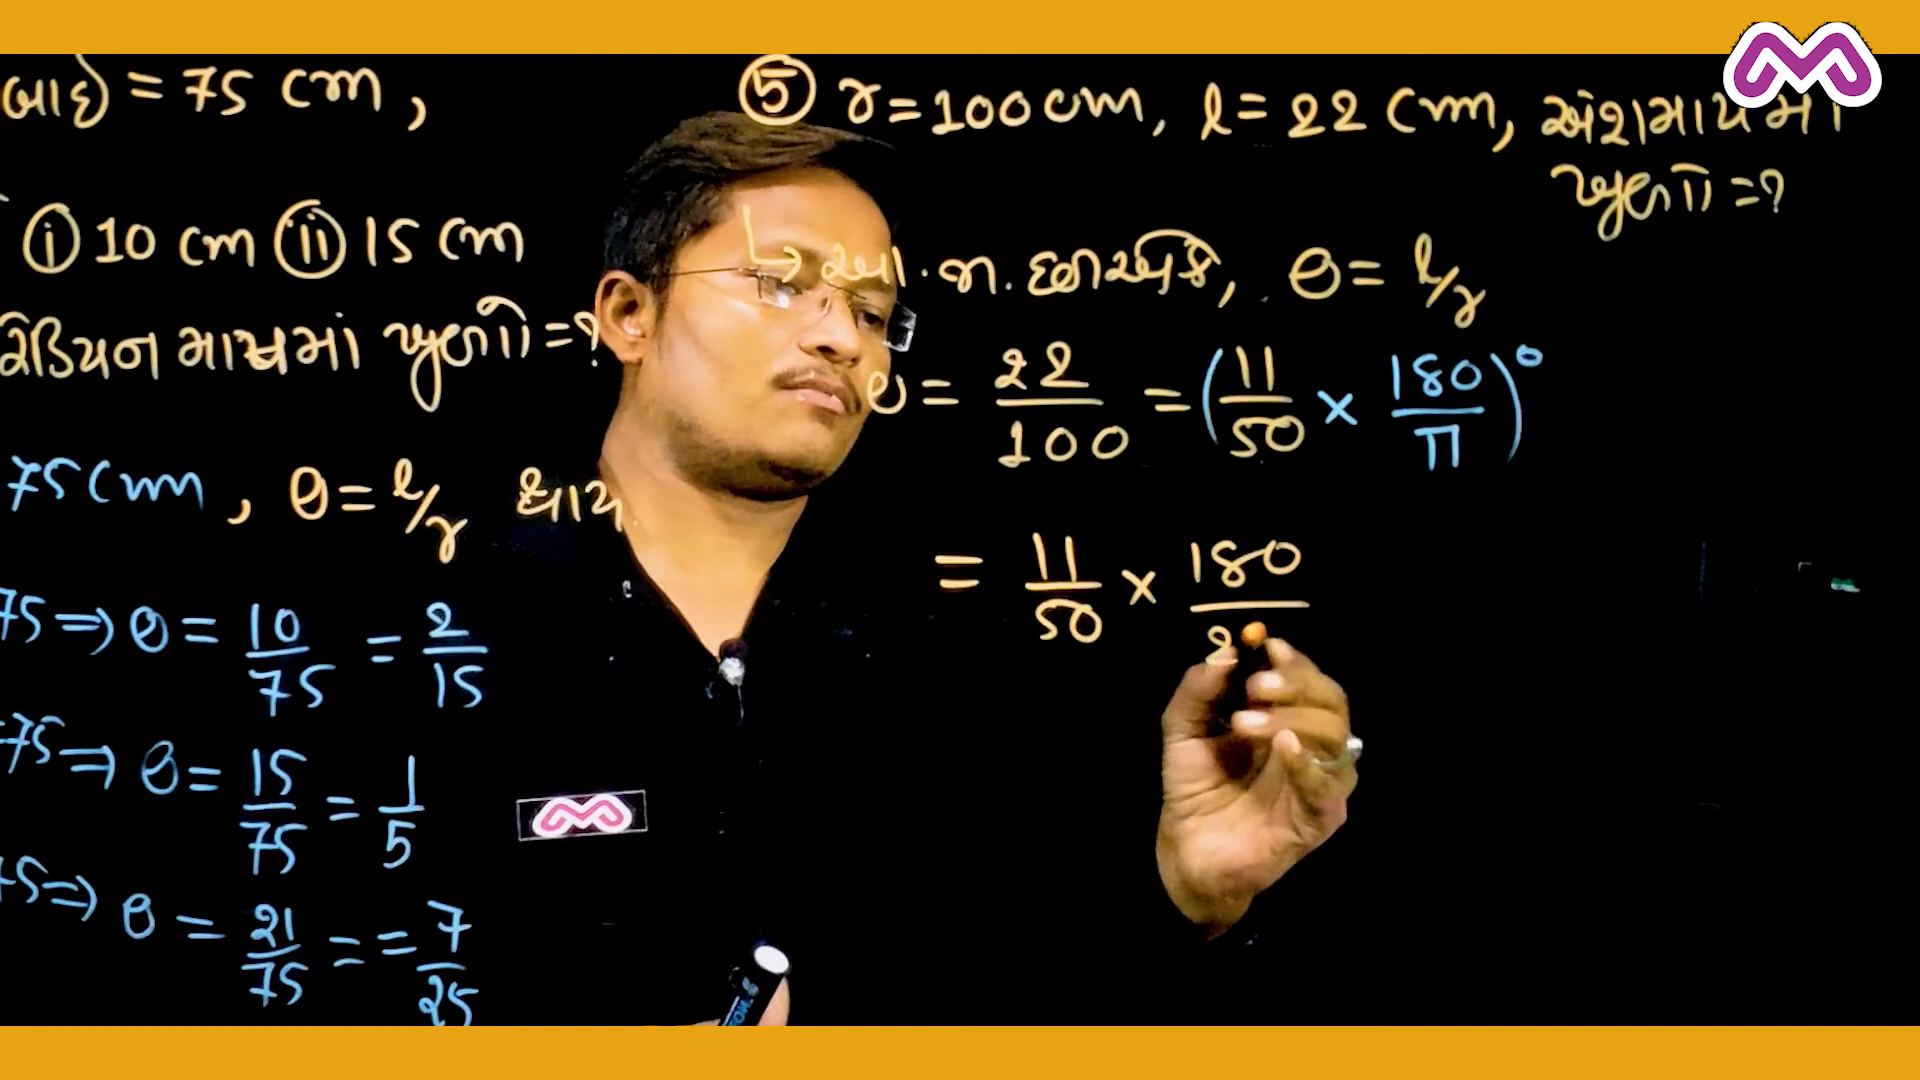 = 75 cm,
ⓘ 10 cm ⓘⓘ 15 cm
રેડિયન માપમાં ખૂણો = ?
75 cm, θ = l/r થાય.
75 ⇒ θ = 10/75 = 2/15
75 ⇒ θ = 15/75 = 1/5
75 ⇒ θ = 21/75 = = 7/25
⑤ r = 100 cm, l = 22 cm, અંશમાપમાં
ખૂણો = ?
θ = l/r
θ = 22/100 = (11/50 × 180/π)°
= 11/50 × 180/2